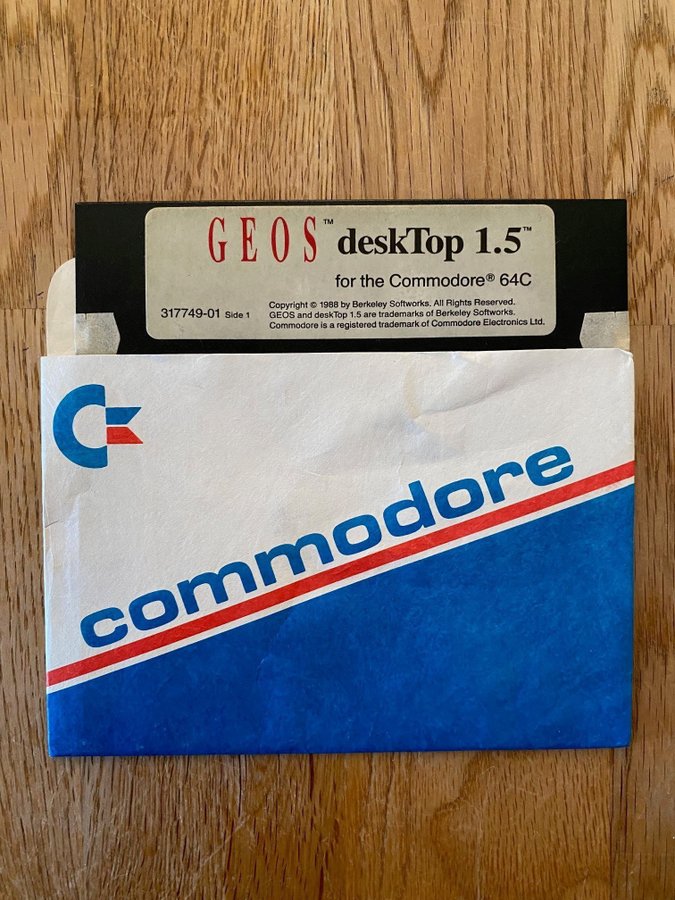 GEOS™ deskTop 1.5™
for the Commodore® 64C
317749-01 Side 1
Copyright © 1988 by Berkeley Softworks. All Rights Reserved.
GEOS and deskTop 1.5 are trademarks of Berkeley Softworks.
Commodore is a registered trademark of Commodore Electronics Ltd.
commodore